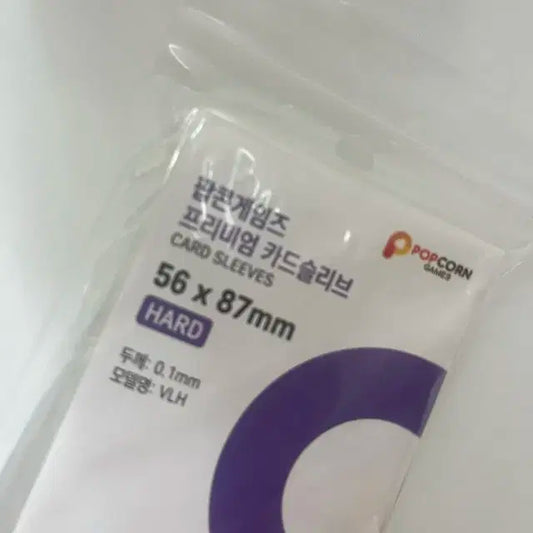 팝콘게임즈
프리미엄 카드슬리브
CARD SLEEVES
56 x 87mm
HARD
두께: 0.1mm
모델명: VLH
POPCORN
GAMES